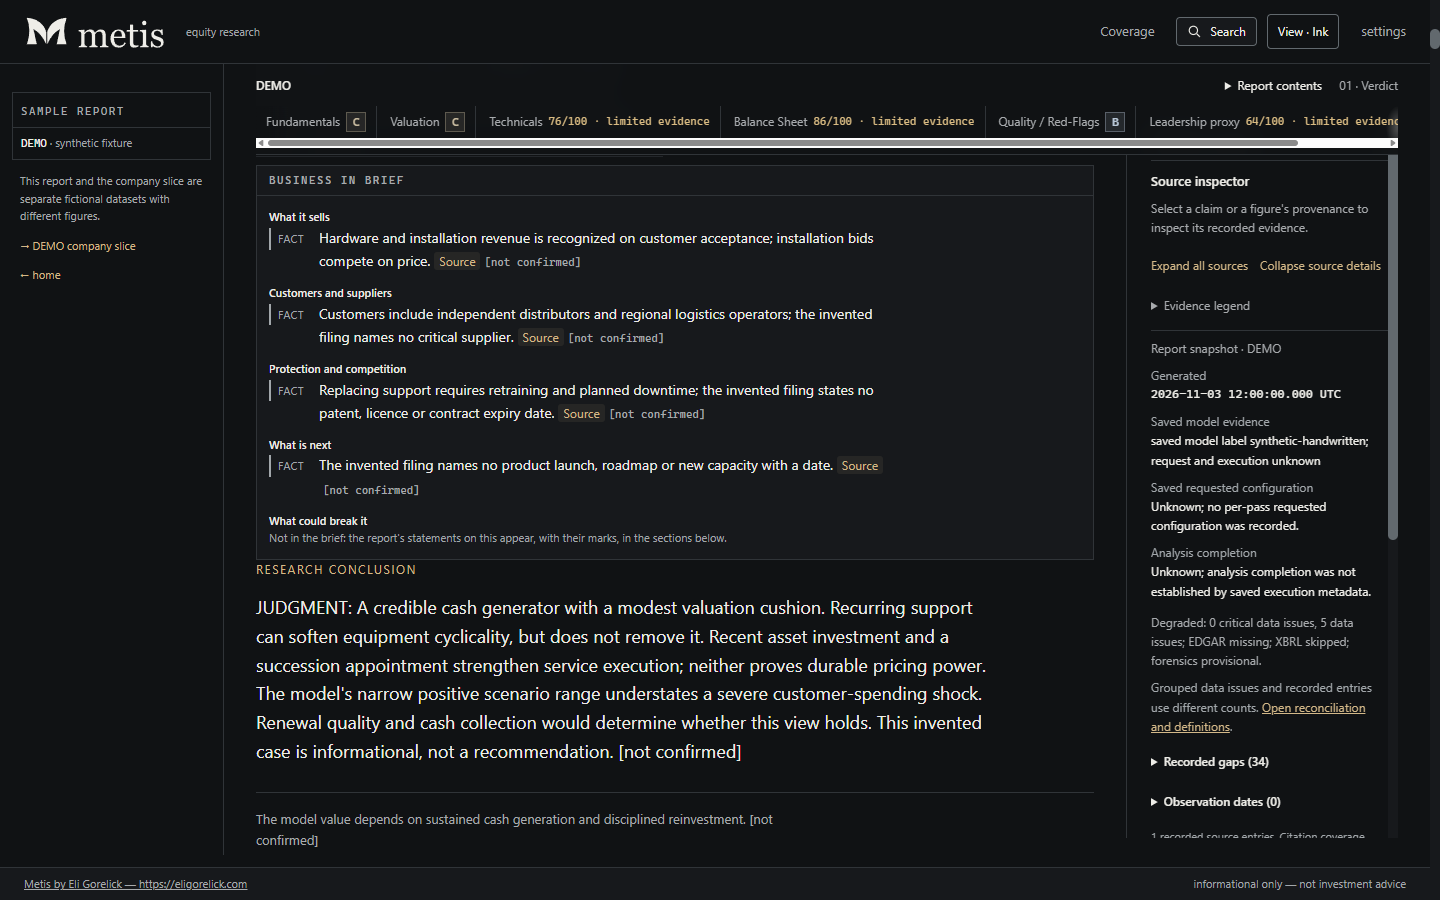 metis
equity research
Coverage
Search
View · Ink
settings
SAMPLE REPORT
DEMO · synthetic fixture
This report and the company slice are
separate fictional datasets with
different figures.
→ DEMO company slice
← home
DEMO
▶ Report contents
01 · Verdict
Fundamentals C
Valuation C
Technicals 76/100 · limited evidence
Balance Sheet 86/100 · limited evidence
Quality / Red-Flags B
Leadership proxy 64/100 · limited evidenc
BUSINESS IN BRIEF
What it sells
FACT Hardware and installation revenue is recognized on customer acceptance; installation bids
compete on price. Source [not confirmed]
Customers and suppliers
FACT Customers include independent distributors and regional logistics operators; the invented
filing names no critical supplier. Source [not confirmed]
Protection and competition
FACT Replacing support requires retraining and planned downtime; the invented filing states no
patent, licence or contract expiry date. Source [not confirmed]
What is next
FACT The invented filing names no product launch, roadmap or new capacity with a date. Source
[not confirmed]
What could break it
Not in the brief: the report's statements on this appear, with their marks, in the sections below.
RESEARCH CONCLUSION
JUDGMENT: A credible cash generator with a modest valuation cushion. Recurring support
can soften equipment cyclicality, but does not remove it. Recent asset investment and a
succession appointment strengthen service execution; neither proves durable pricing power.
The model's narrow positive scenario range understates a severe customer-spending shock.
Renewal quality and cash collection would determine whether this view holds. This invented
case is informational, not a recommendation. [not confirmed]
The model value depends on sustained cash generation and disciplined reinvestment. [not
confirmed]
Source inspector
Select a claim or a figure's provenance to
inspect its recorded evidence.
Expand all sources Collapse source details
▶ Evidence legend
Report snapshot · DEMO
Generated
2026-11-03 12:00:00.000 UTC
Saved model evidence
saved model label synthetic-handwritten;
request and execution unknown
Saved requested configuration
Unknown; no per-pass requested
configuration was recorded.
Analysis completion
Unknown; analysis completion was not
established by saved execution metadata.
Degraded: 0 critical data issues, 5 data
issues; EDGAR missing; XBRL skipped;
forensics provisional.
Grouped data issues and recorded entries
use different counts. Open reconciliation
and definitions.
▶ Recorded gaps (34)
▶ Observation dates (0)
1 recorded source entries. Citation coverage
Metis by Eli Gorelick — https://eligorelick.com
informational only — not investment advice